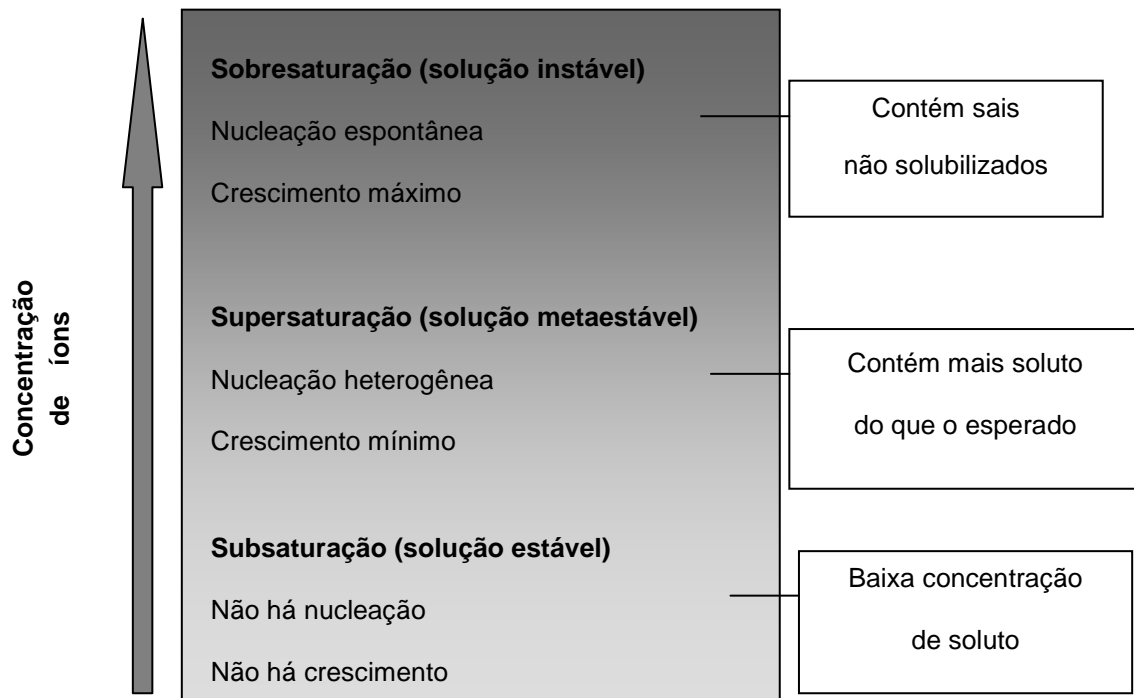 Sobresaturação (solução instável)
Nucleação espontânea
Crescimento máximo
Contém sais
não solubilizados
Concentração
de íons
Supersaturação (solução metaestável)
Nucleação heterogênea
Crescimento mínimo
Contém mais soluto
do que o esperado
Subsaturação (solução estável)
Não há nucleação
Não há crescimento
Baixa concentração
de soluto